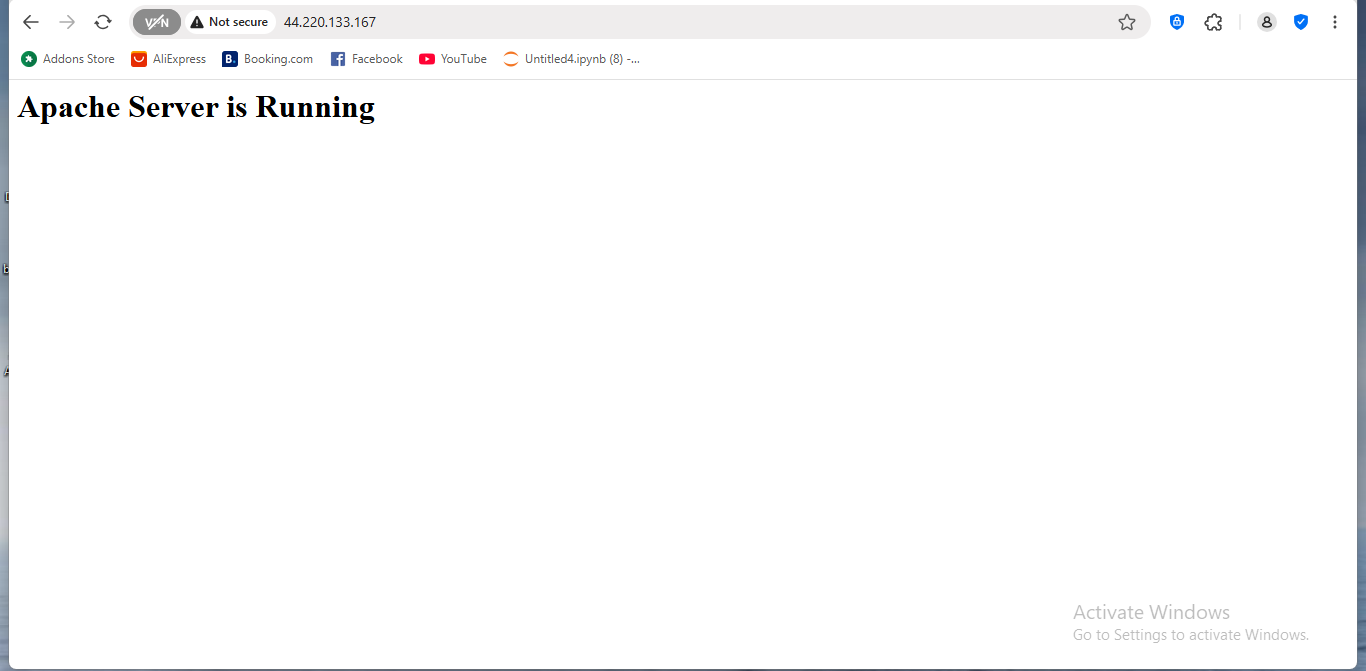 VPN
Not secure
44.220.133.167
Addons Store
AliExpress
B.
Booking.com
Facebook
YouTube
Untitled4.ipynb (8) -...
Apache Server is Running
Activate Windows
Go to Settings to activate Windows.